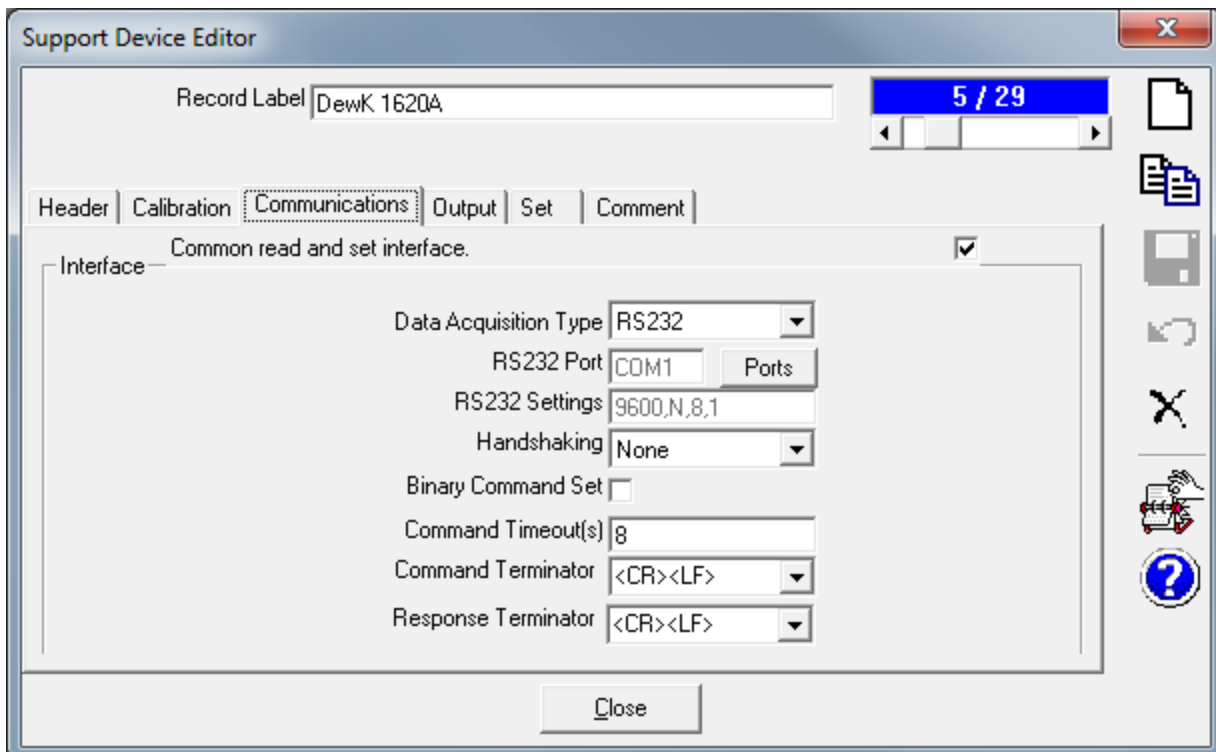 Support Device Editor
Record Label DewK 1620A
5 / 29
Header Calibration Communications Output Set Comment
Common read and set interface.
Interface
Data Acquisition Type RS232
RS232 Port COM1 Ports
RS232 Settings 9600,N,8,1
Handshaking None
Binary Command Set
Command Timeout(s) 8
Command Terminator <CR><LF>
Response Terminator <CR><LF>
Close